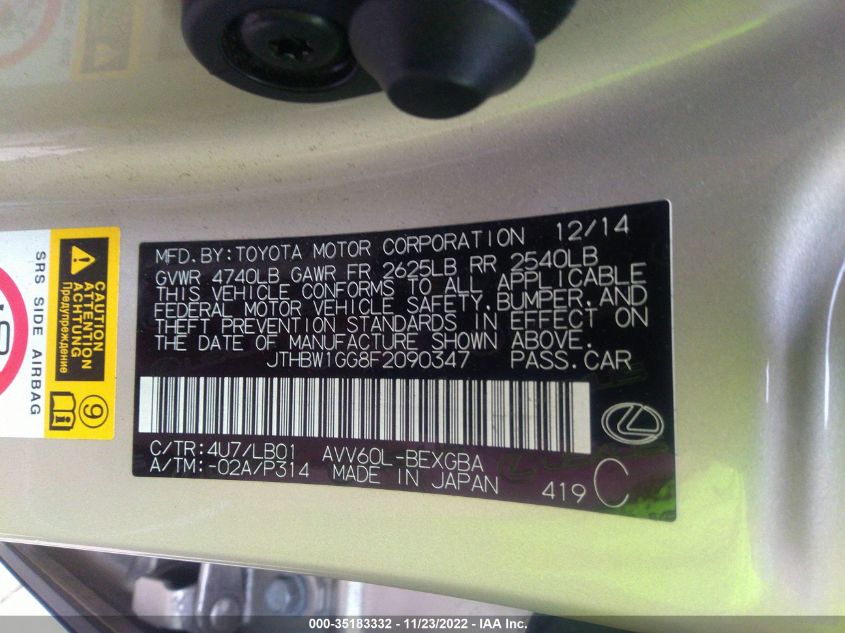 MFD.BY:TOYOTA MOTOR CORPORATION 12/14
GVWR 4740LB GAWR FR 2625LB RR 2540LB
THIS VEHICLE CONFORMS TO ALL APPLICABLE
FEDERAL MOTOR VEHICLE SAFETY,BUMPER,AND
THEFT PREVENTION STANDARDS IN EFFECT ON
THE DATE OF MANUFACTURE SHOWN ABOVE.
JTHBW1GG8F2090347 PASS.CAR
C/TR:4U7/LB01 AVV60L-BEXGBA
A/TM:-02A/P314 MADE IN JAPAN
419 C
CAUTION
ATTENTION
ACHTUNG
Предупреждение
SRS SIDE AIRBAG
9
000-35183332 - 11/23/2022 - IAA Inc.